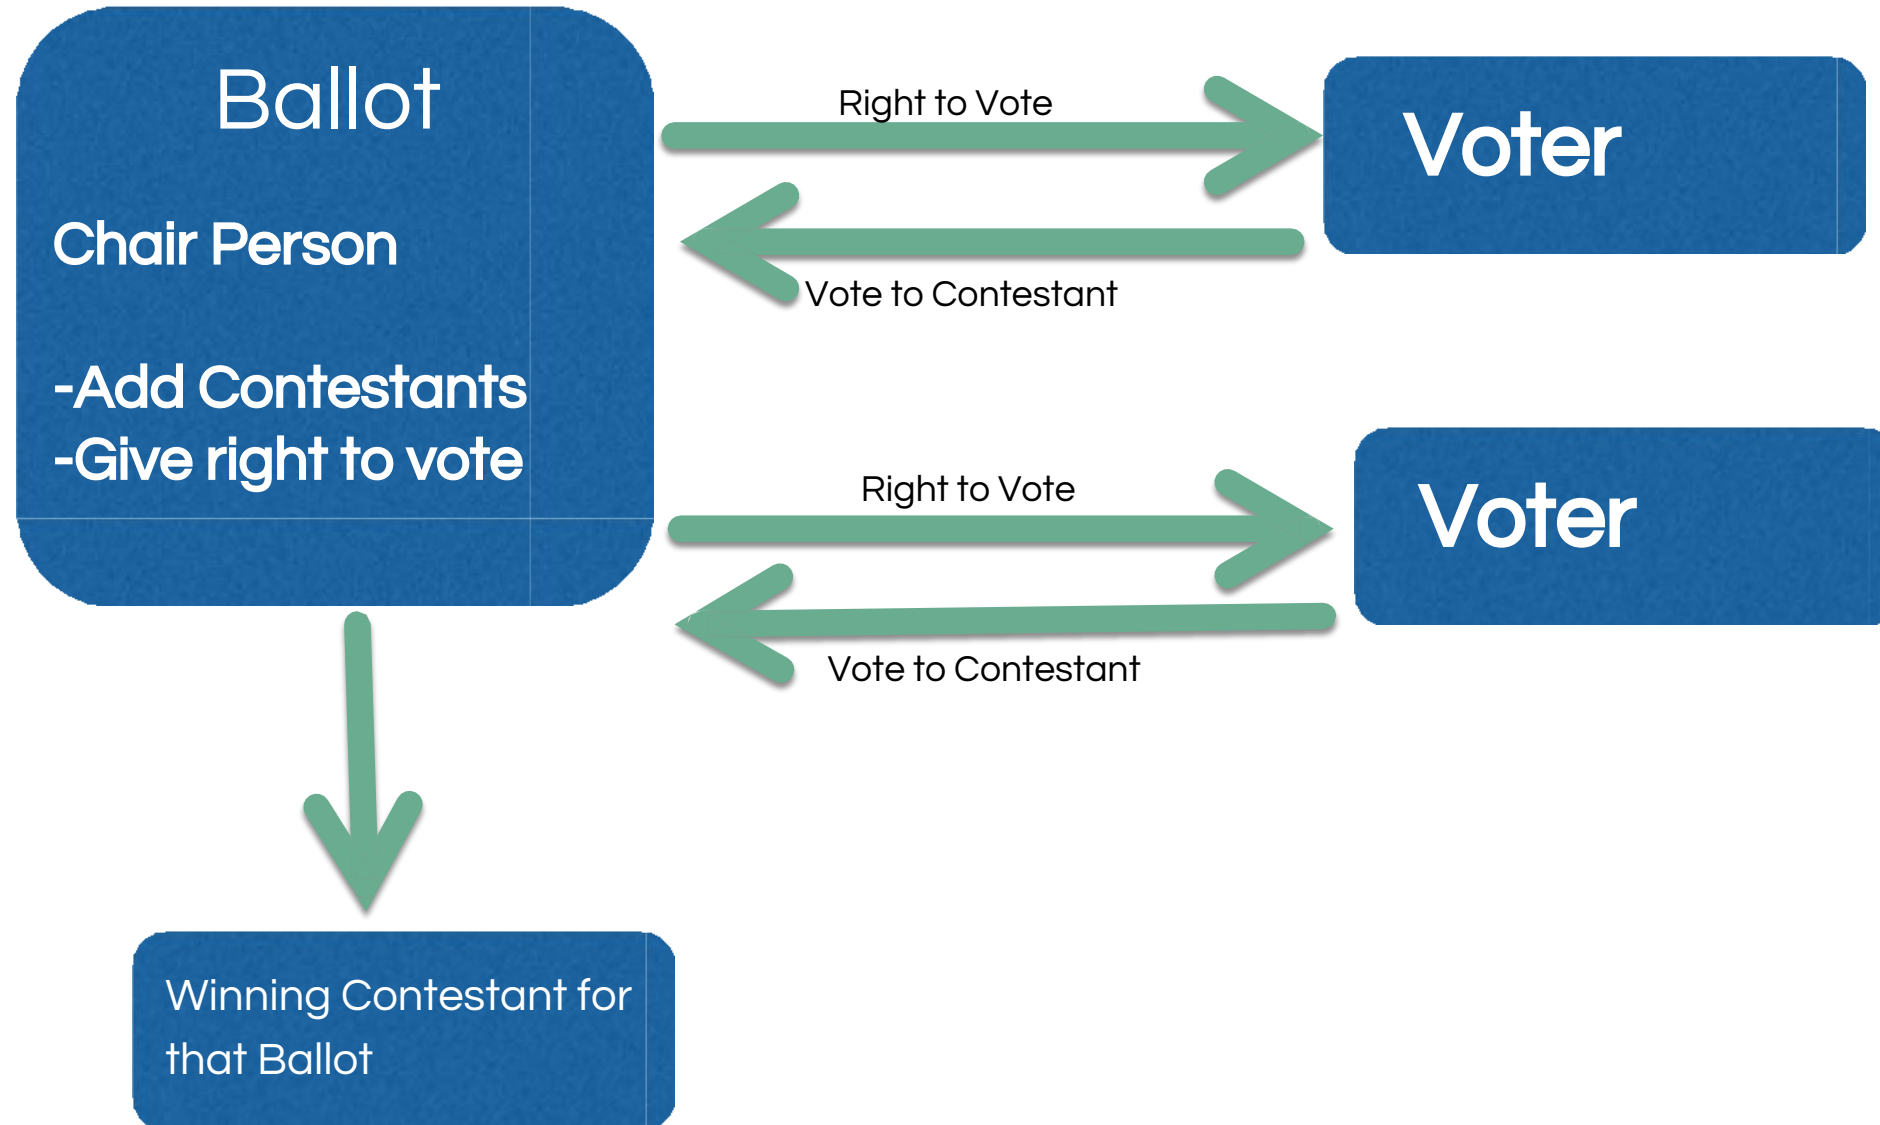 Ballot
Chair Person
-Add Contestants
-Give right to vote
Right to Vote
Voter
Vote to Contestant
Right to Vote
Voter
Vote to Contestant
Winning Contestant for
that Ballot